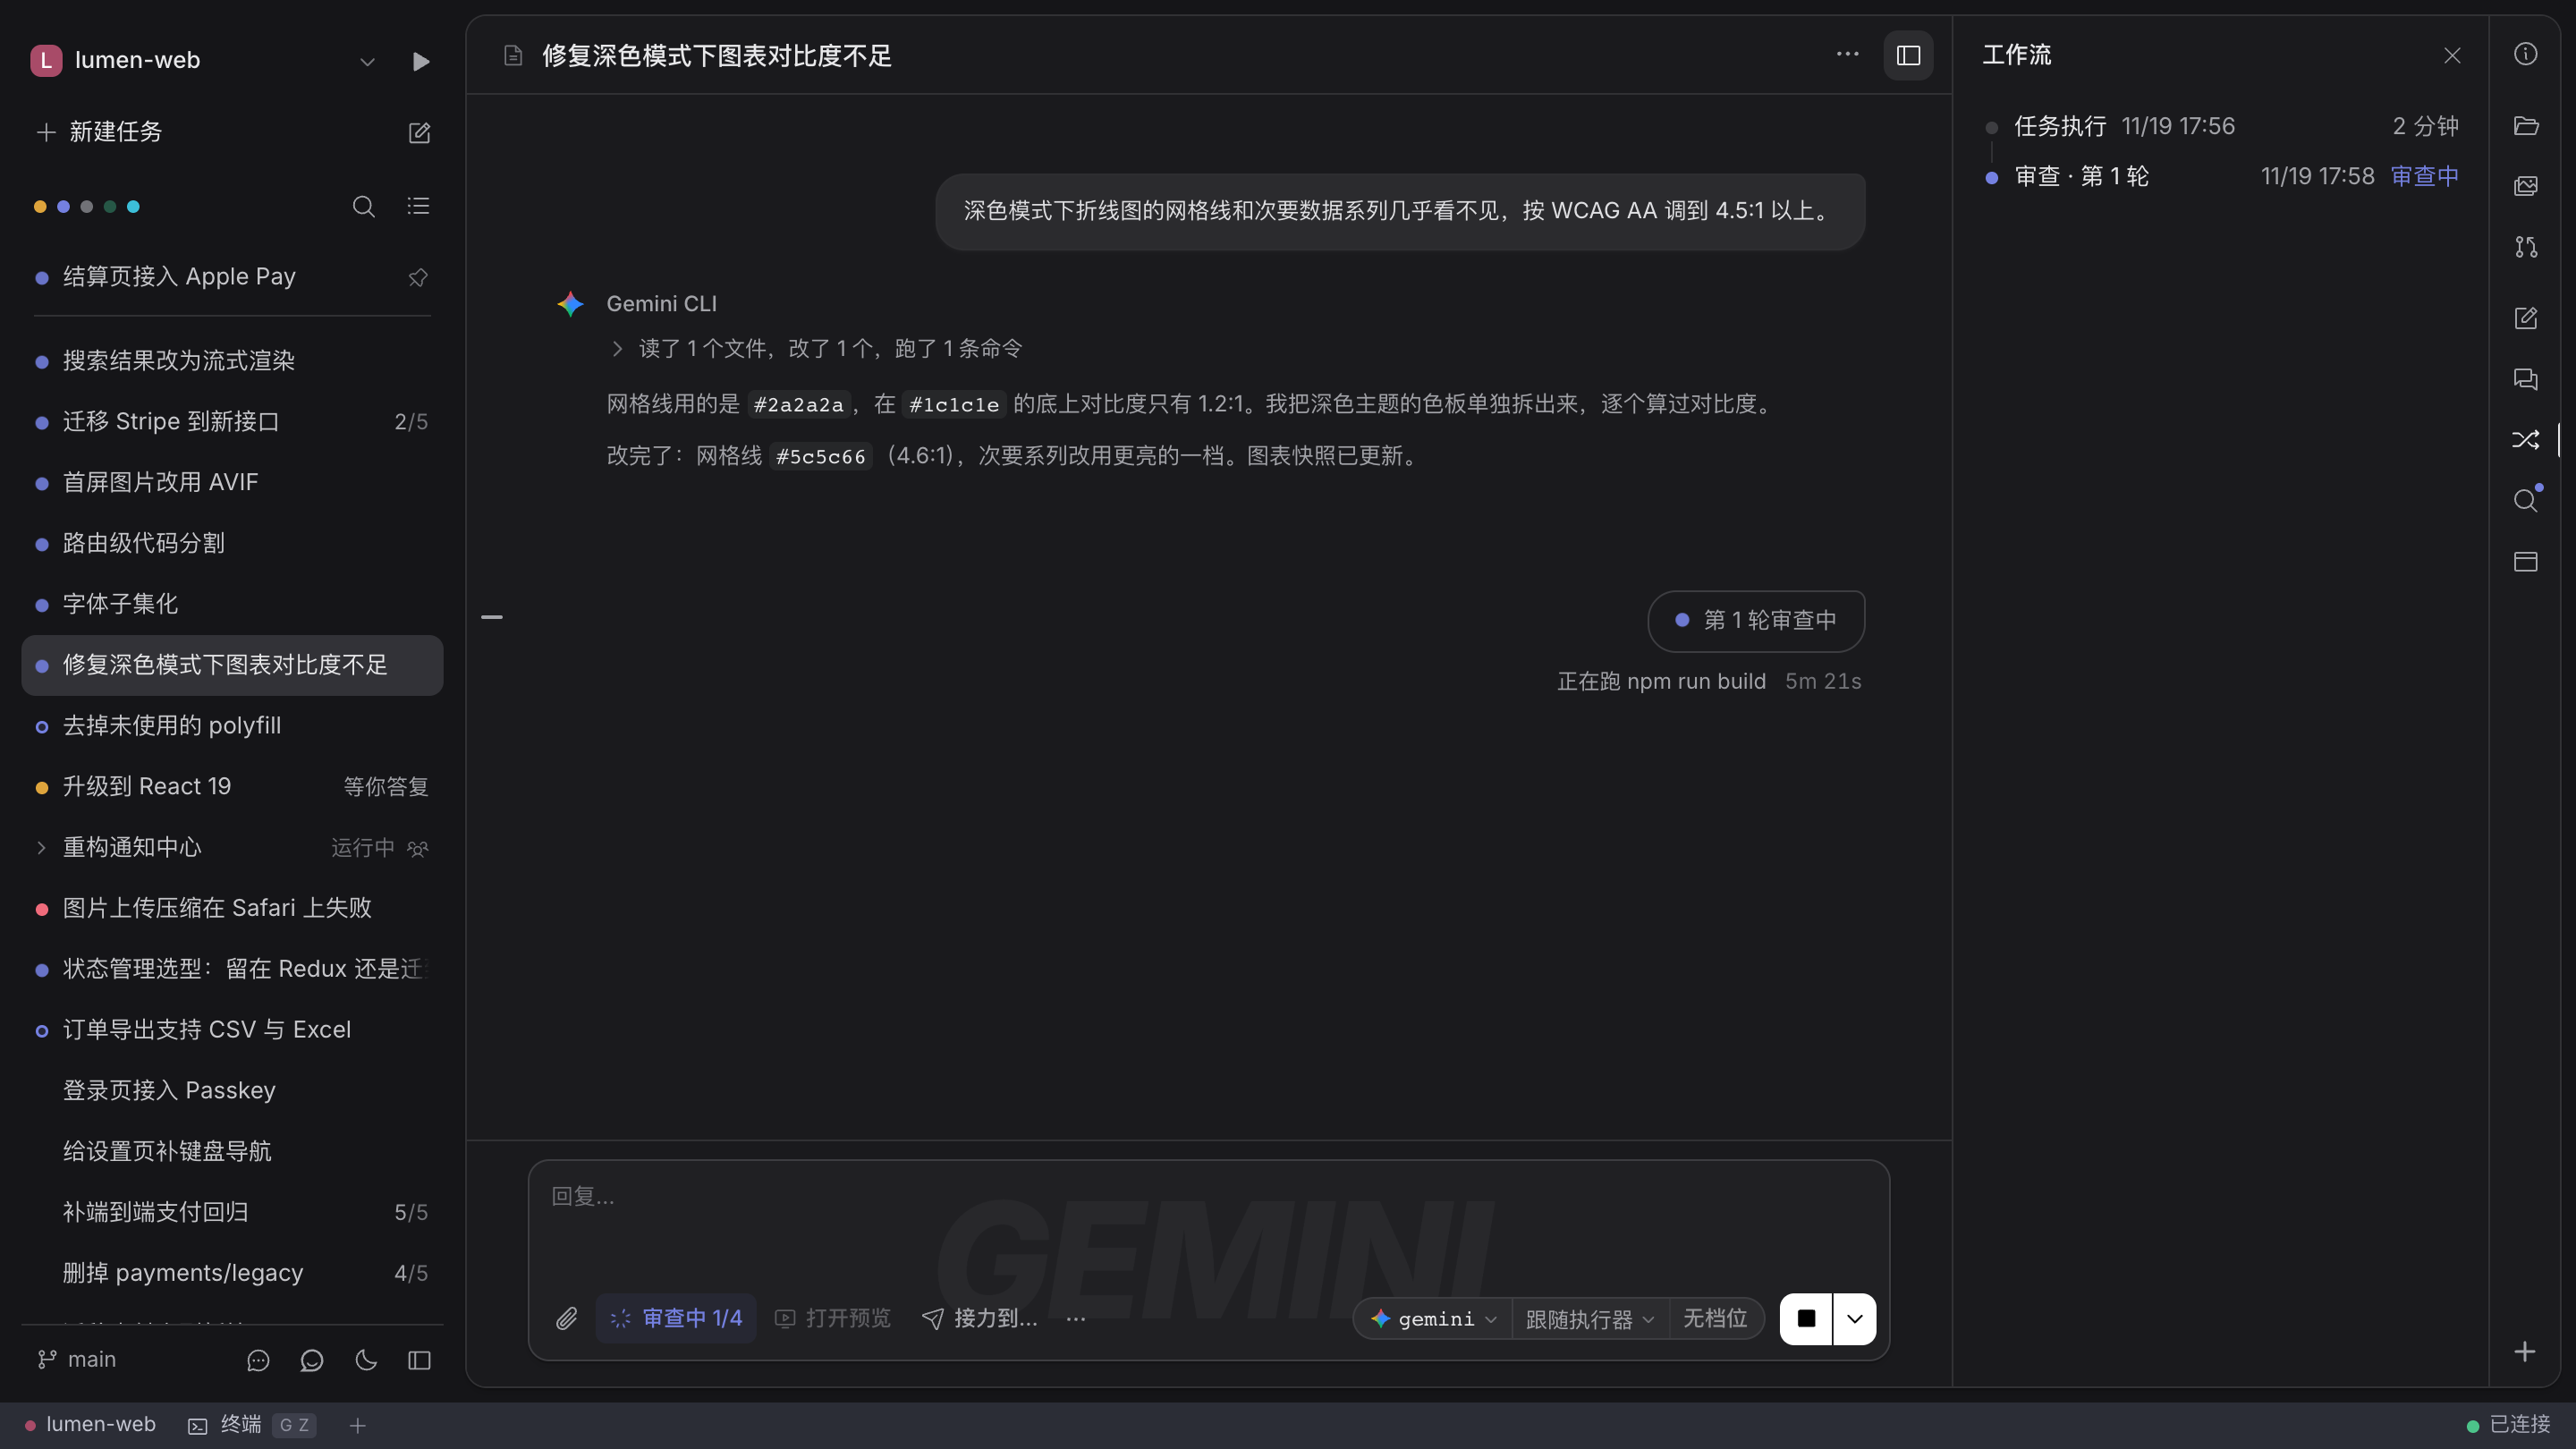 L lumen-web
新建任务
结算页接入 Apple Pay
搜索结果改为流式渲染
迁移 Stripe 到新接口 2/5
首屏图片改用 AVIF
路由级代码分割
字体子集化
修复深色模式下图表对比度不足
去掉未使用的 polyfill
升级到 React 19 等你答复
重构通知中心 运行中
图片上传压缩在 Safari 上失败
状态管理选型：留在 Redux 还是迁
订单导出支持 CSV 与 Excel
登录页接入 Passkey
给设置页补键盘导航
补端到端支付回归 5/5
删掉 payments/legacy 4/5
main
修复深色模式下图表对比度不足
深色模式下折线图的网格线和次要数据系列几乎看不见，按 WCAG AA 调到 4.5:1 以上。
Gemini CLI
读了 1 个文件，改了 1 个，跑了 1 条命令
网格线用的是 #2a2a2a，在 #1c1c1e 的底上对比度只有 1.2:1。我把深色主题的色板单独拆出来，逐个算过对比度。
改完了：网格线 #5c5c66（4.6:1），次要系列改用更亮的一档。图表快照已更新。
第 1 轮审查中
正在跑 npm run build 5m 21s
回复...
GEMINI
审查中 1/4 打开预览 接力到... gemini 跟随执行器 无档位
工作流
任务执行 11/19 17:56 2 分钟
审查 · 第 1 轮 11/19 17:58 审查中
lumen-web 终端 G Z 已连接